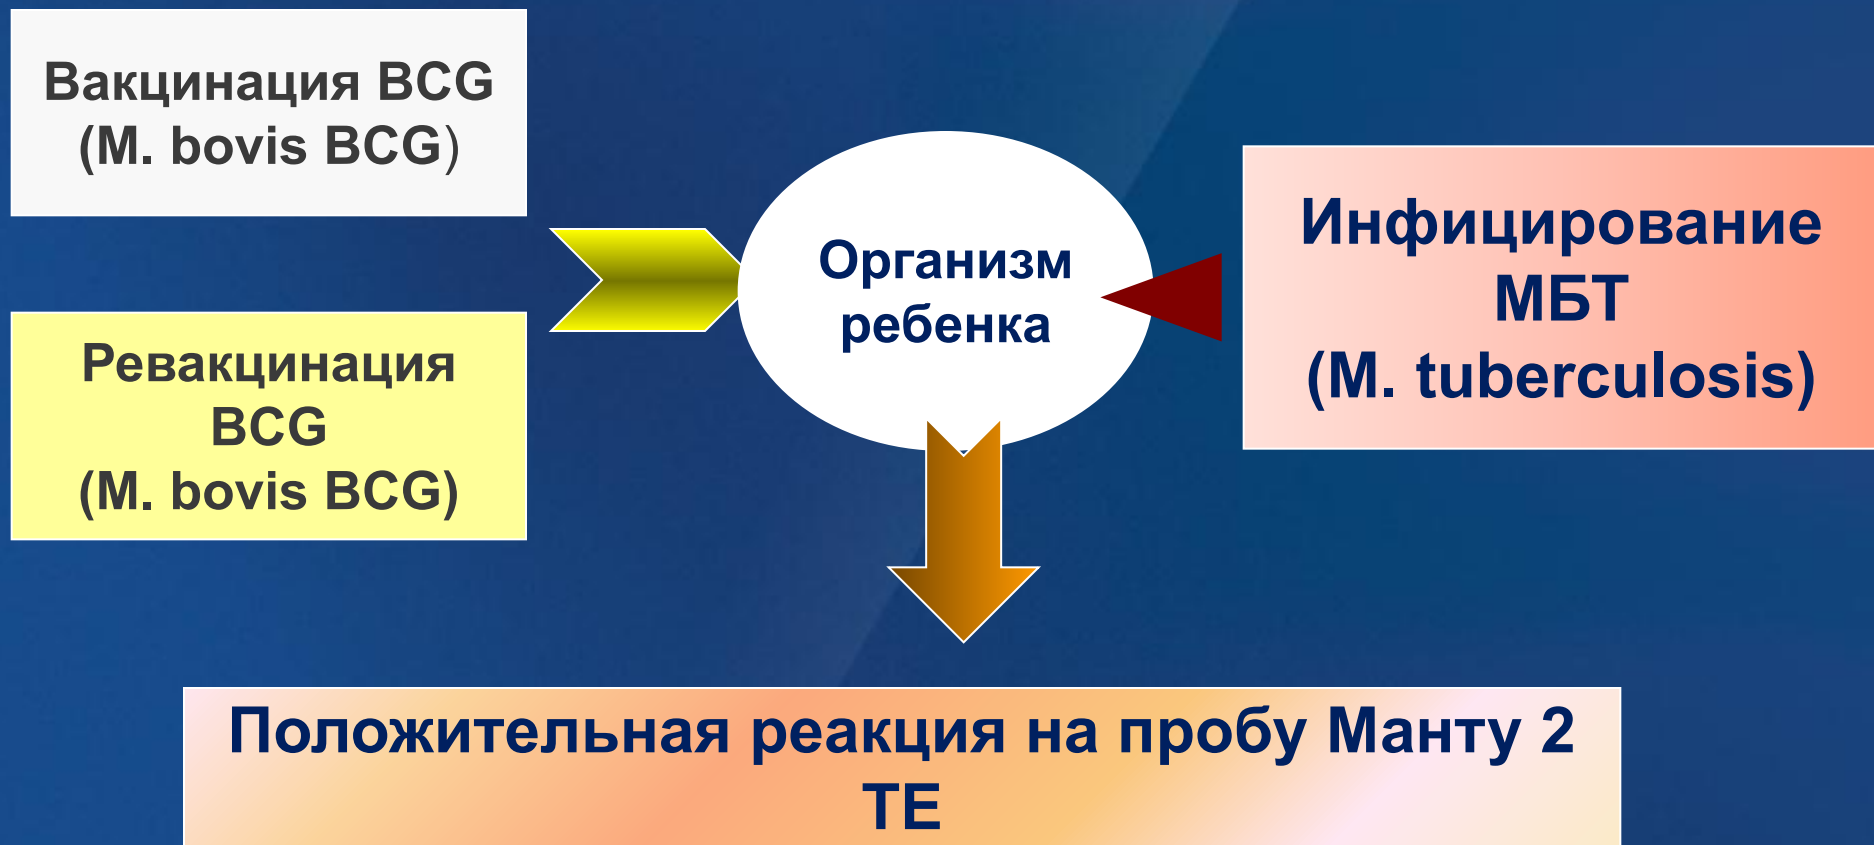 Вакцинация BCG
(M. bovis BCG)
Ревакцинация
BCG
(M. bovis BCG)
Организм
ребенка
Инфицирование
МБТ
(M. tuberculosis)
Положительная реакция на пробу Манту 2
ТЕ